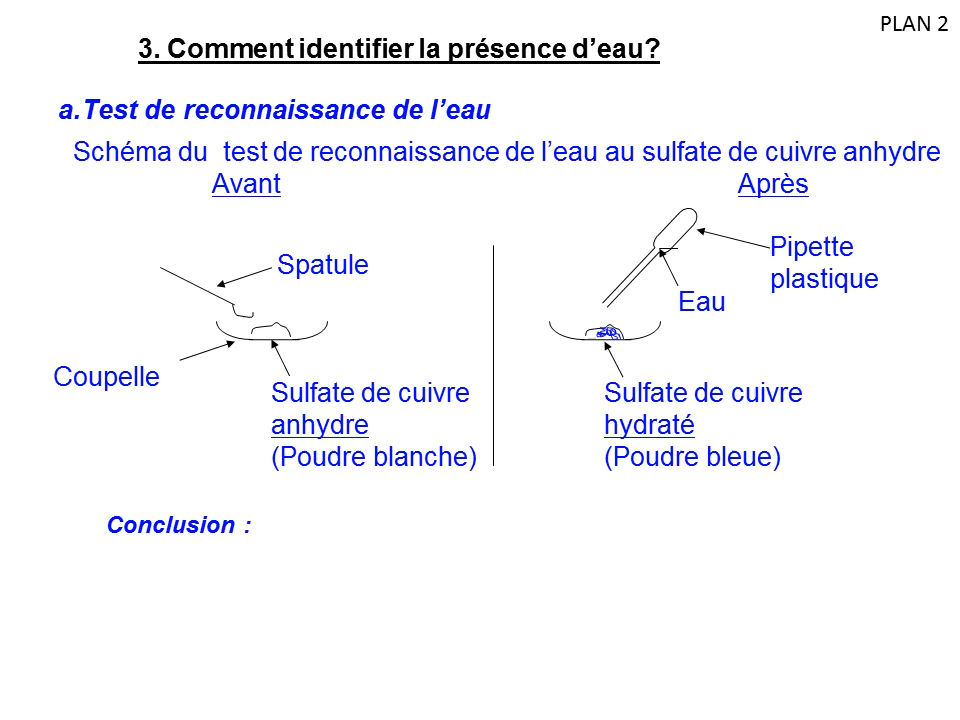 PLAN 2
3. Comment identifier la présence d’eau?
a.Test de reconnaissance de l’eau
Schéma du  test de reconnaissance de l’eau au sulfate de cuivre anhydre
Avant
Après
Spatule
Pipette
plastique
Eau
Coupelle
Sulfate de cuivre
anhydre
(Poudre blanche)
Sulfate de cuivre
hydraté
(Poudre bleue)
Conclusion :